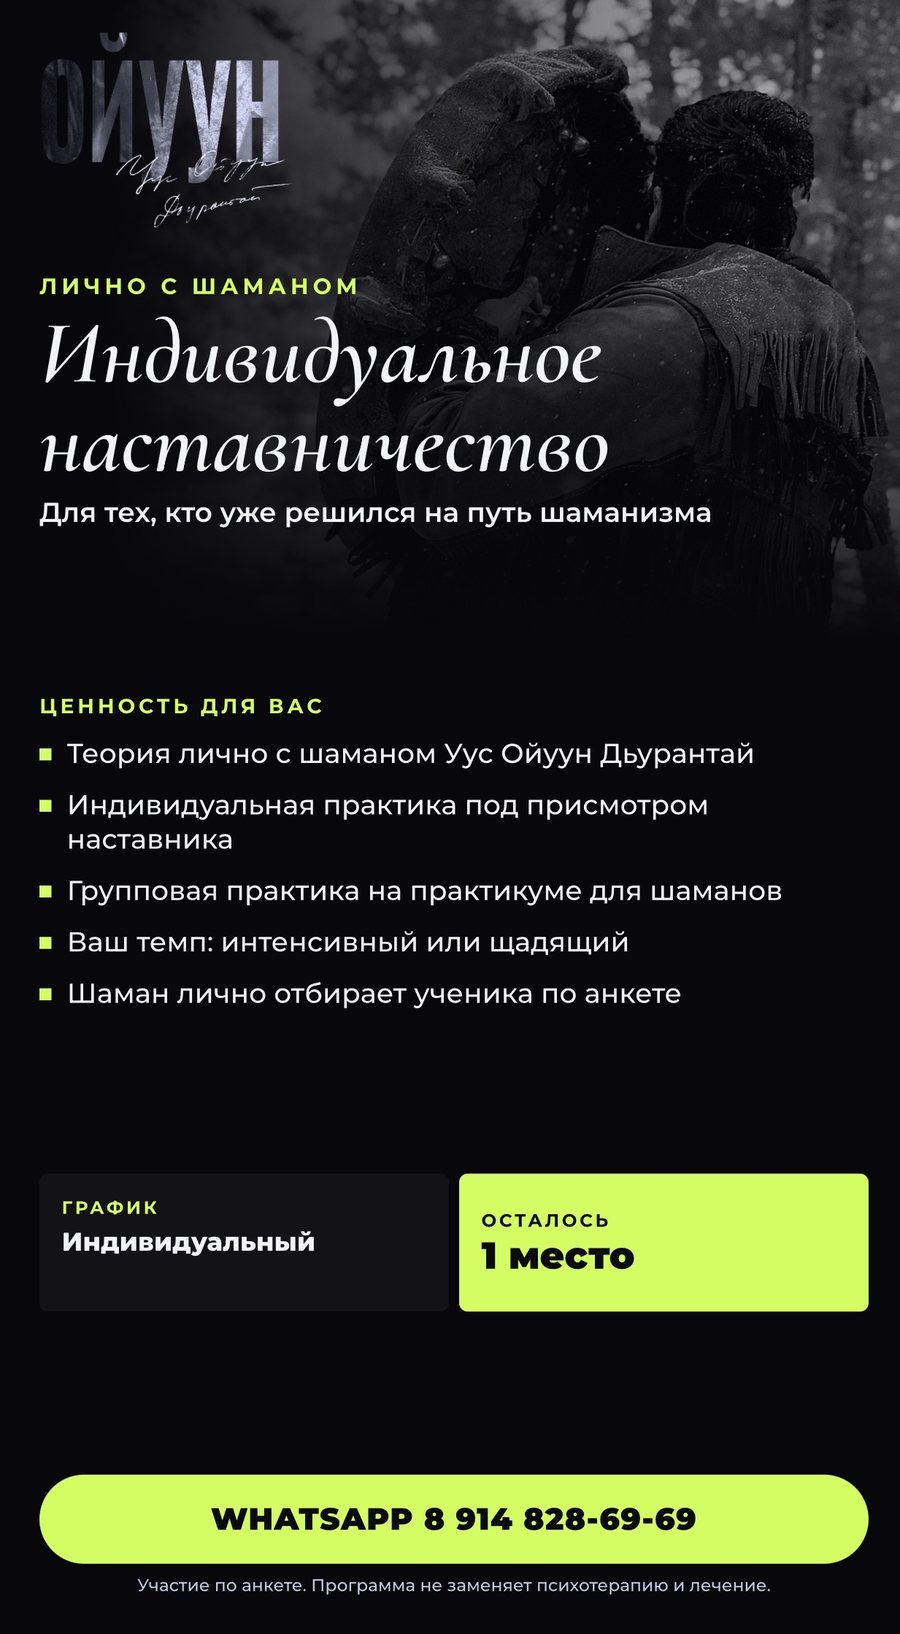 ОЙУУН
Уус Ойуун
Дьурантай
ЛИЧНО С ШАМАНОМ
Индивидуальное
наставничество
Для тех, кто уже решился на путь шаманизма
ЦЕННОСТЬ ДЛЯ ВАС
Теория лично с шаманом Уус Ойуун Дьурантай
Индивидуальная практика под присмотром
наставника
Групповая практика на практикуме для шаманов
Ваш темп: интенсивный или щадящий
Шаман лично отбирает ученика по анкете
ГРАФИК
Индивидуальный
ОСТАЛОСЬ
1 место
WHATSAPP 8 914 828-69-69
Участие по анкете. Программа не заменяет психотерапию и лечение.